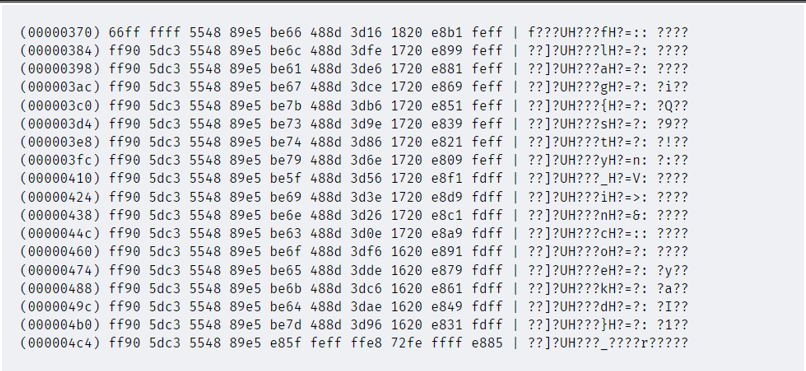 (00000370) 66ff ffff 5548 89e5 be66 488d 3d16 1820 e8b1 feff | f???UH???fH?=:: ????
(00000384) ff90 5dc3 5548 89e5 be6c 488d 3dfe 1720 e899 feff | ??]?UH???lH?=?: ????
(00000398) ff90 5dc3 5548 89e5 be61 488d 3de6 1720 e881 feff | ??]?UH???aH?=?: ????
(000003ac) ff90 5dc3 5548 89e5 be67 488d 3dce 1720 e869 feff | ??]?UH???gH?=?: ?i??
(000003c0) ff90 5dc3 5548 89e5 be7b 488d 3db6 1720 e851 feff | ??]?UH???{H?=?: ?Q??
(000003d4) ff90 5dc3 5548 89e5 be73 488d 3d9e 1720 e839 feff | ??]?UH???sH?=?: ?9??
(000003e8) ff90 5dc3 5548 89e5 be74 488d 3d86 1720 e821 feff | ??]?UH???tH?=?: ?!??
(000003fc) ff90 5dc3 5548 89e5 be79 488d 3d6e 1720 e809 feff | ??]?UH???yH?=n: ?:??
(00000410) ff90 5dc3 5548 89e5 be5f 488d 3d56 1720 e8f1 fdff | ??]?UH???_H?=V: ????
(00000424) ff90 5dc3 5548 89e5 be69 488d 3d3e 1720 e8d9 fdff | ??]?UH???iH?=>: ????
(00000438) ff90 5dc3 5548 89e5 be6e 488d 3d26 1720 e8c1 fdff | ??]?UH???nH?=&: ????
(0000044c) ff90 5dc3 5548 89e5 be63 488d 3d0e 1720 e8a9 fdff | ??]?UH???cH?=:: ????
(00000460) ff90 5dc3 5548 89e5 be6f 488d 3df6 1620 e891 fdff | ??]?UH???oH?=?: ????
(00000474) ff90 5dc3 5548 89e5 be65 488d 3dde 1620 e879 fdff | ??]?UH???eH?=?: ?y??
(00000488) ff90 5dc3 5548 89e5 be6b 488d 3dc6 1620 e861 fdff | ??]?UH???kH?=?: ?a??
(0000049c) ff90 5dc3 5548 89e5 be64 488d 3dae 1620 e849 fdff | ??]?UH???dH?=?: ?I??
(000004b0) ff90 5dc3 5548 89e5 be7d 488d 3d96 1620 e831 fdff | ??]?UH???}H?=?: ?1??
(000004c4) ff90 5dc3 5548 89e5 e85f feff ffe8 72fe ffff e885 | ??]?UH???_????r?????